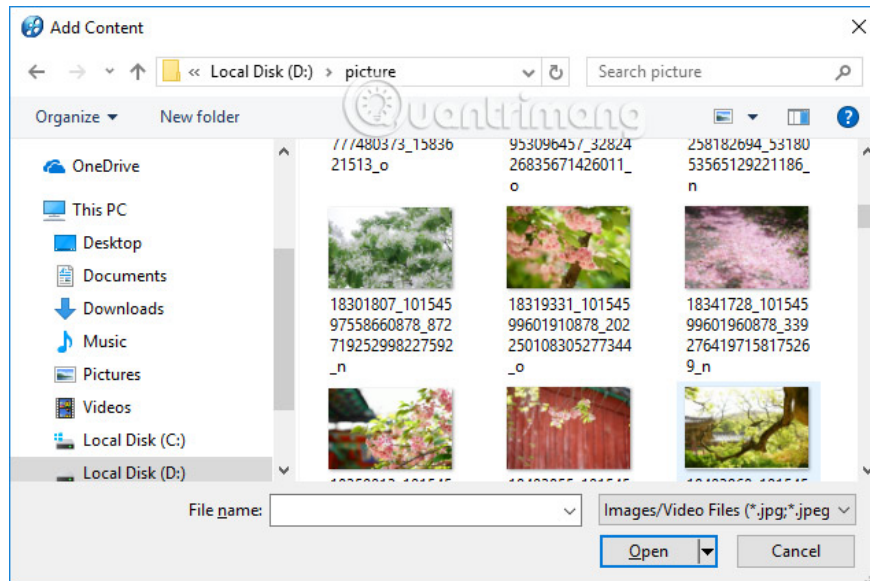 Add Content
« Local Disk (D:) › picture
Search picture
Organize
New folder
Quantrimang
OneDrive
This PC
Desktop
Documents
Downloads
Music
Pictures
Videos
Local Disk (C:)
Local Disk (D:)
777480373_15836
21513_o
953096457_32824
26835671426011_
o
258182694_53180
53565129221186_
n
18301807_101545
97558660878_872
719252998227592
_n
18319331_101545
99601910878_202
250108305277344
_o
18341728_101545
99601960878_339
276419715817526
9_n
File name:
Images/Video Files (*.jpg;*.jpeg
Open
Cancel